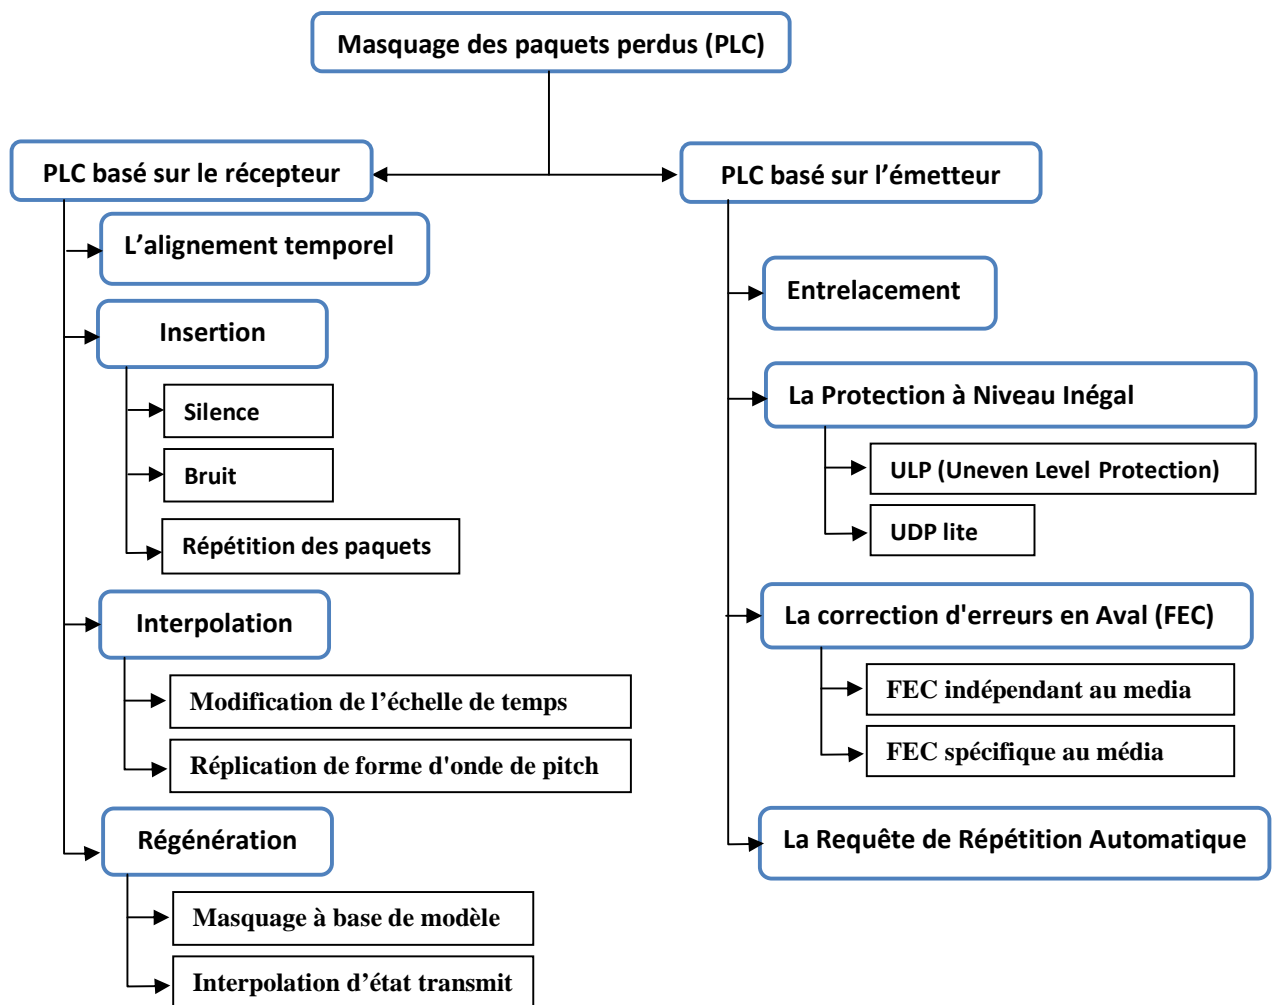 Masquage des paquets perdus (PLC)
PLC basé sur le récepteur
L'alignement temporel
Insertion
Silence
Bruit
Répétition des paquets
Interpolation
Modification de l'échelle de temps
Réplication de forme d'onde de pitch
Régénération
Masquage à base de modèle
Interpolation d'état transmit
PLC basé sur l'émetteur
Entrelacement
La Protection à Niveau Inégal
ULP (Uneven Level Protection)
UDP lite
La correction d'erreurs en Aval (FEC)
FEC indépendant au media
FEC spécifique au média
La Requête de Répétition Automatique